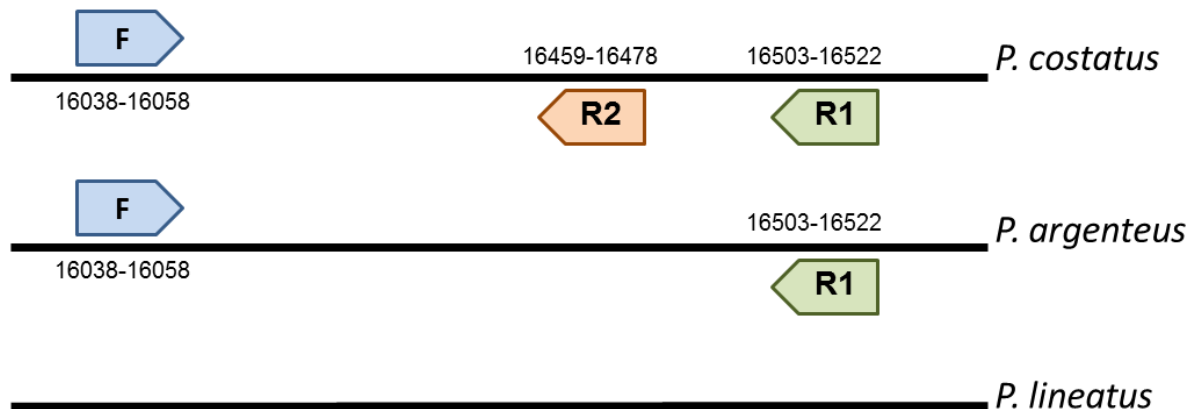 F
16459-16478 16503-16522 P. costatus
16038-16058 R2 R1
F
16503-16522 P. argenteus
16038-16058 R1
P. lineatus